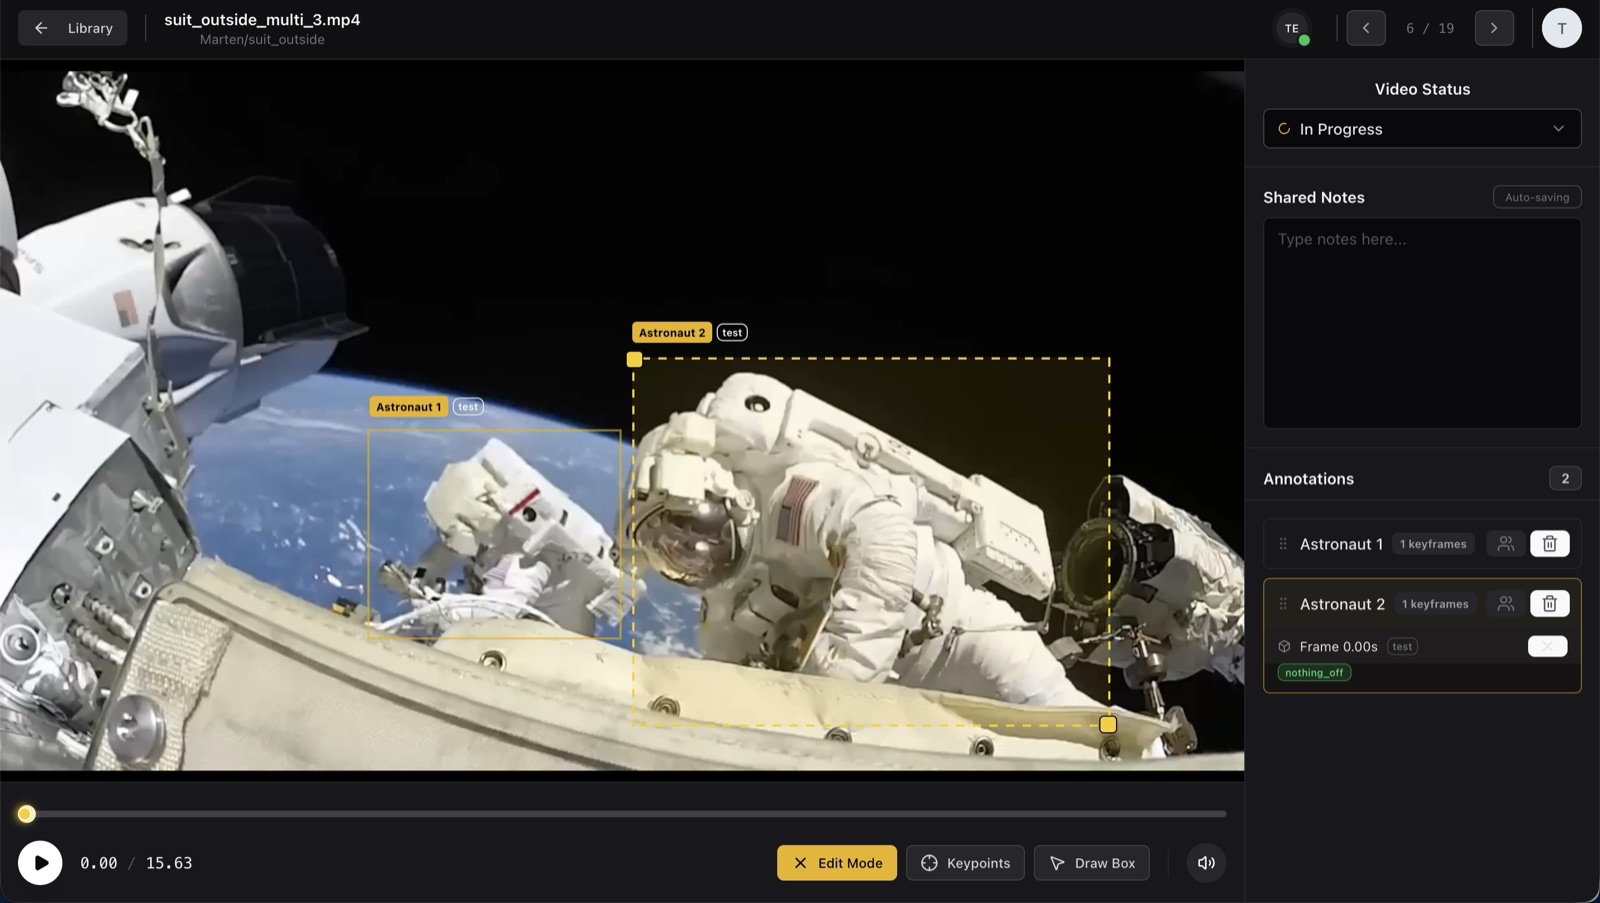 Library
suit_outside_multi_3.mp4
Marten/suit_outside
TE
6 / 19
T
Video Status
In Progress
Shared Notes
Auto-saving
Type notes here...
Astronaut 2 test
Astronaut 1 test
Annotations 2
Astronaut 1 1 keyframes
Astronaut 2 1 keyframes
Frame 0.00s test
nothing_off
0.00 / 15.63
Edit Mode
Keypoints
Draw Box